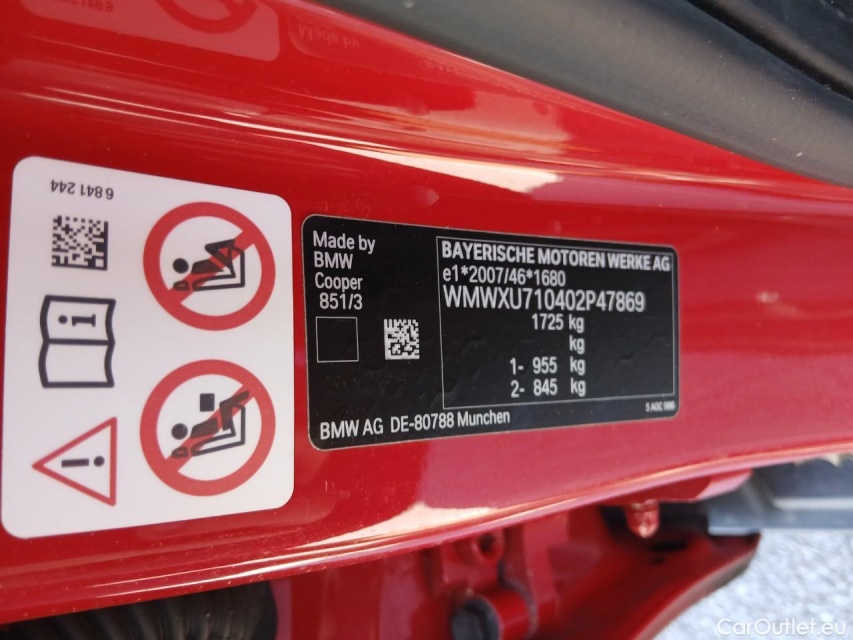 6 841 244
Made by
BMW
Cooper
851/3
BAYERISCHE MOTOREN WERKE AG
e1*2007/46*1680
WMWXU710402P47869
1725 kg
kg
1- 955 kg
2- 845 kg
BMW AG DE-80788 Munchen
CarOutlet.eu